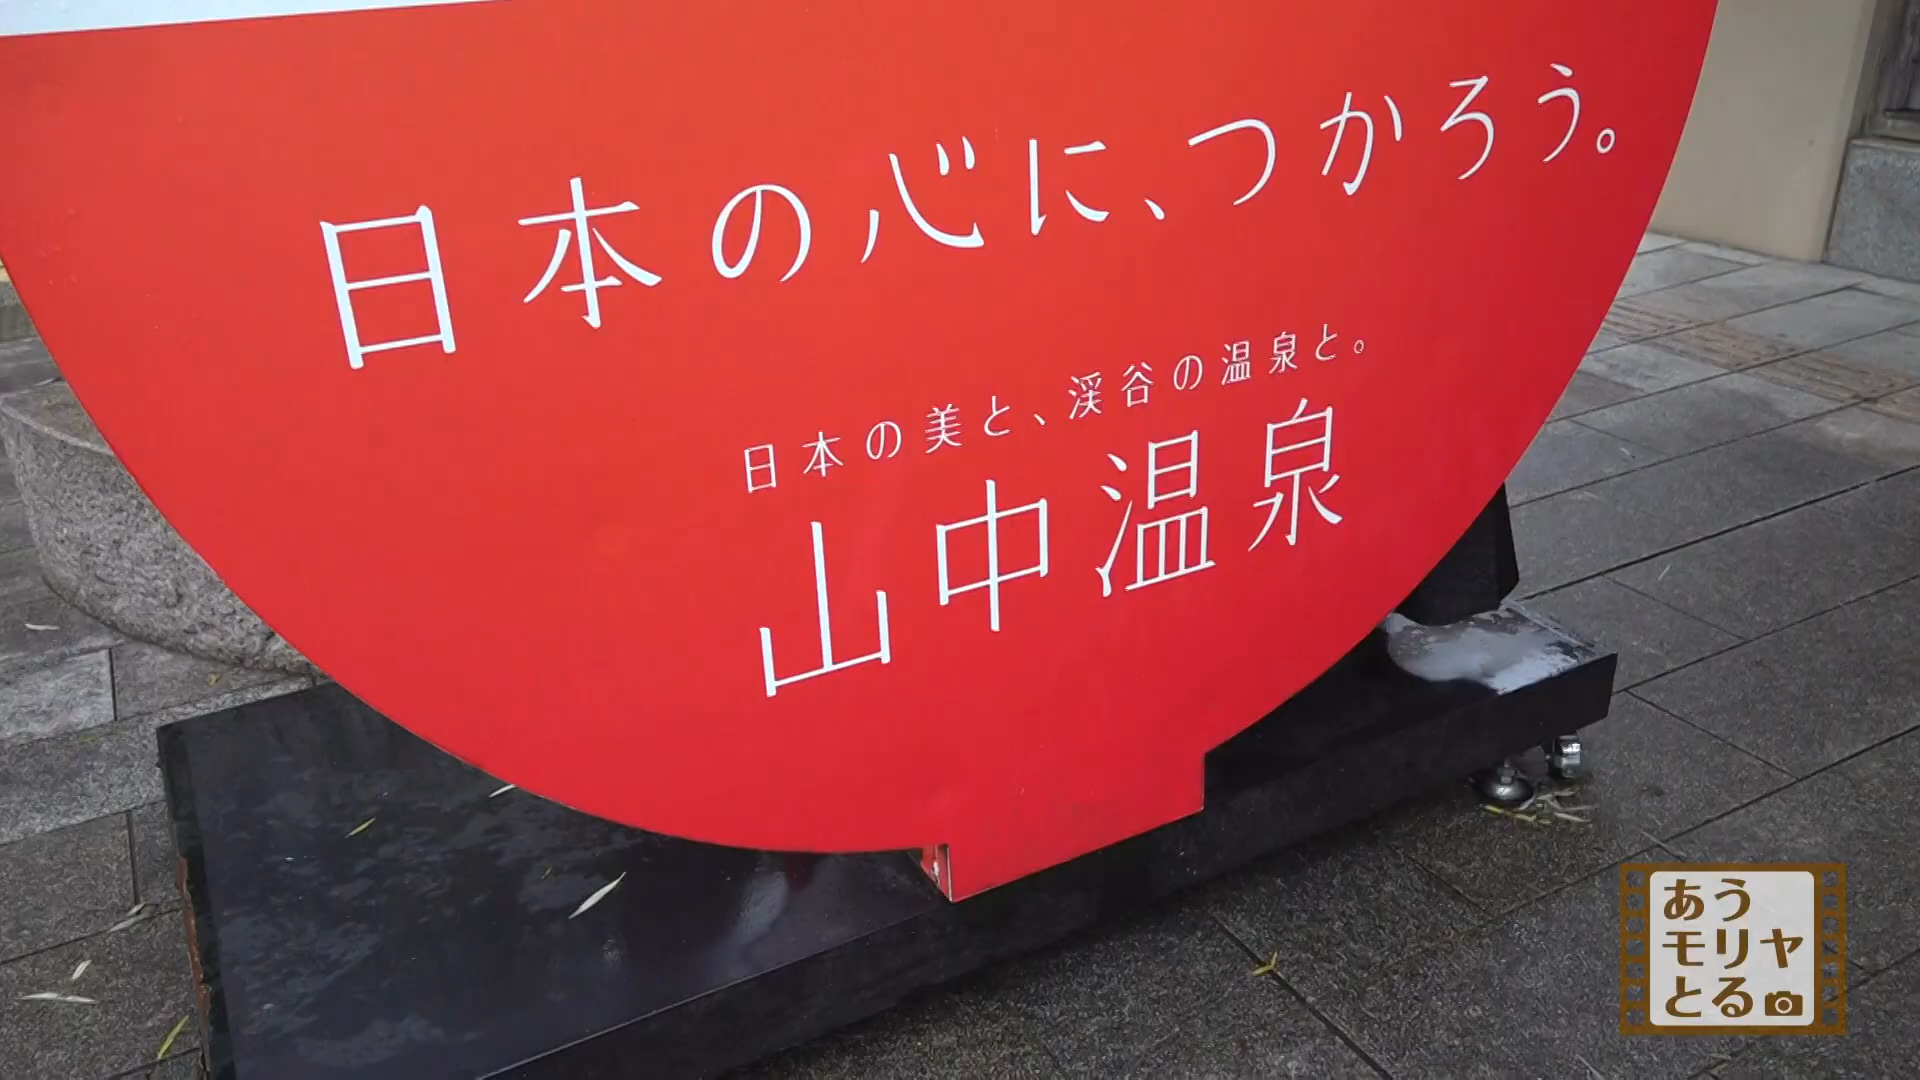 日本の心に、つかろう。
日本の美と、渓谷の温泉と。
山中温泉
あう
モリヤ
とる